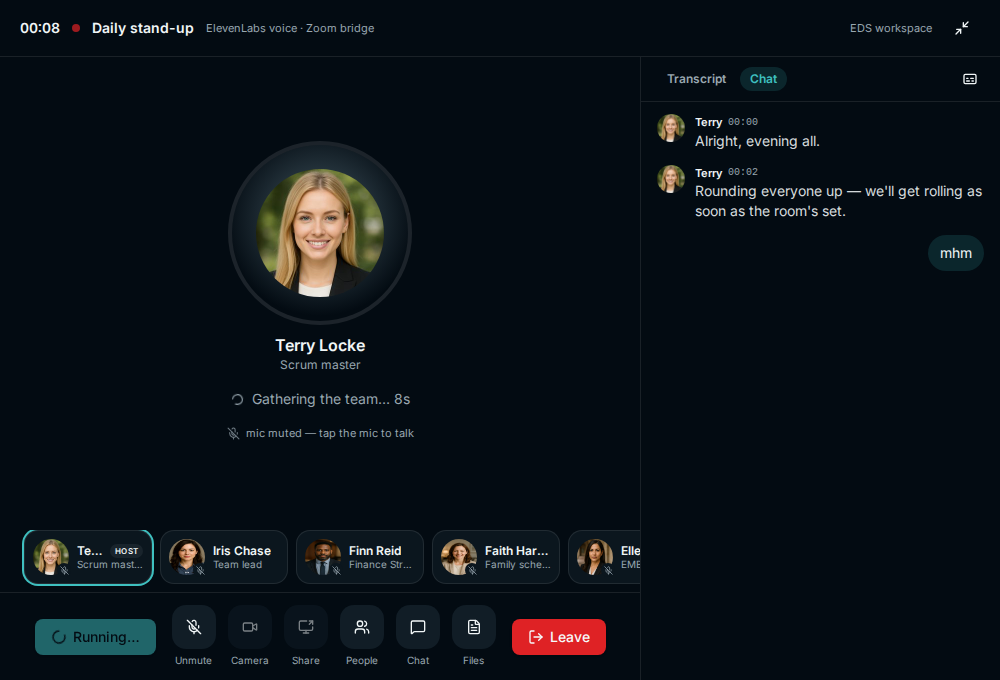 00:08 Daily stand-up ElevenLabs voice · Zoom bridge EDS workspace
Transcript Chat
Terry 00:00
Alright, evening all.
Terry 00:02
Rounding everyone up — we'll get rolling as
soon as the room's set.
mhm
Terry Locke
Scrum master
Gathering the team... 8s
mic muted — tap the mic to talk
Te... HOST
Scrum mast...
Iris Chase
Team lead
Finn Reid
Finance Str...
Faith Har...
Family sche...
Elle
EME
Running...
Unmute
Camera
Share
People
Chat
Files
Leave